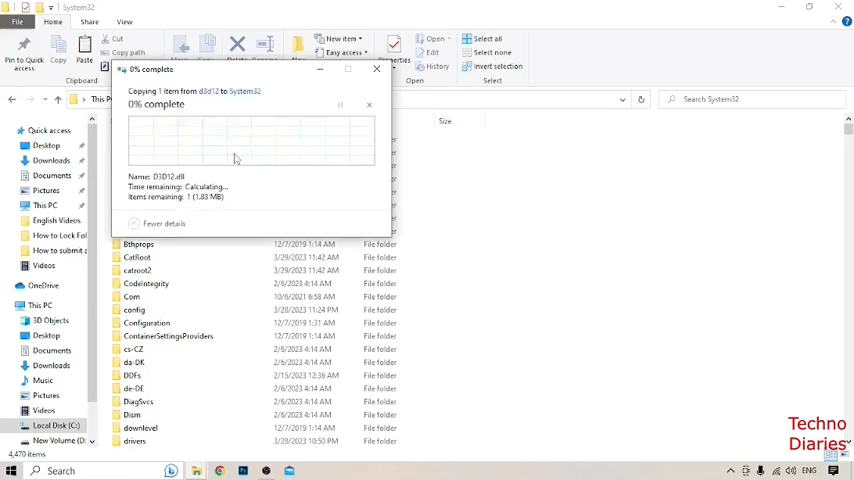 System32
File
Home
Share
View
Pin to Quick access
Copy
Paste
Cut
Copy path
New item
Easy access
Properties
Open
Edit
History
Select all
Select none
Invert selection
Clipboard
Open
Select
This P
Search System32
0% complete
Copying 1 item from d3d12 to System32
0% complete
Name: D3D12.dll
Time remaining: Calculating...
Items remaining: 1 (1.83 MB)
Fewer details
Size
Quick access
Desktop
Downloads
Documents
Pictures
This PC
English Videos
How to Lock Fol
How to submit a
Videos
OneDrive
This PC
3D Objects
Desktop
Documents
Downloads
Music
Pictures
Videos
Local Disk (C:)
New Volume (D:
Bthprops 12/7/2019 1:14 AM File folder
CatRoot 3/29/2023 11:42 AM File folder
catroot2 3/29/2023 11:42 AM File folder
CodeIntegrity 2/6/2023 4:14 AM File folder
Com 10/6/2021 6:58 AM File folder
config 3/28/2023 11:24 PM File folder
Configuration 12/7/2019 1:31 AM File folder
ContainerSettingsProviders 12/7/2019 1:14 AM File folder
cs-CZ 2/6/2023 4:14 AM File folder
da-DK 2/6/2023 4:14 AM File folder
DDFs 2/15/2023 12:36 AM File folder
de-DE 2/6/2023 4:14 AM File folder
DiagSvcs 2/6/2023 4:14 AM File folder
Dism 2/6/2023 4:14 AM File folder
downlevel 12/7/2019 1:14 AM File folder
drivers 3/28/2023 10:50 PM File folder
4,470 items
Techno
Diaries
Search
ENG